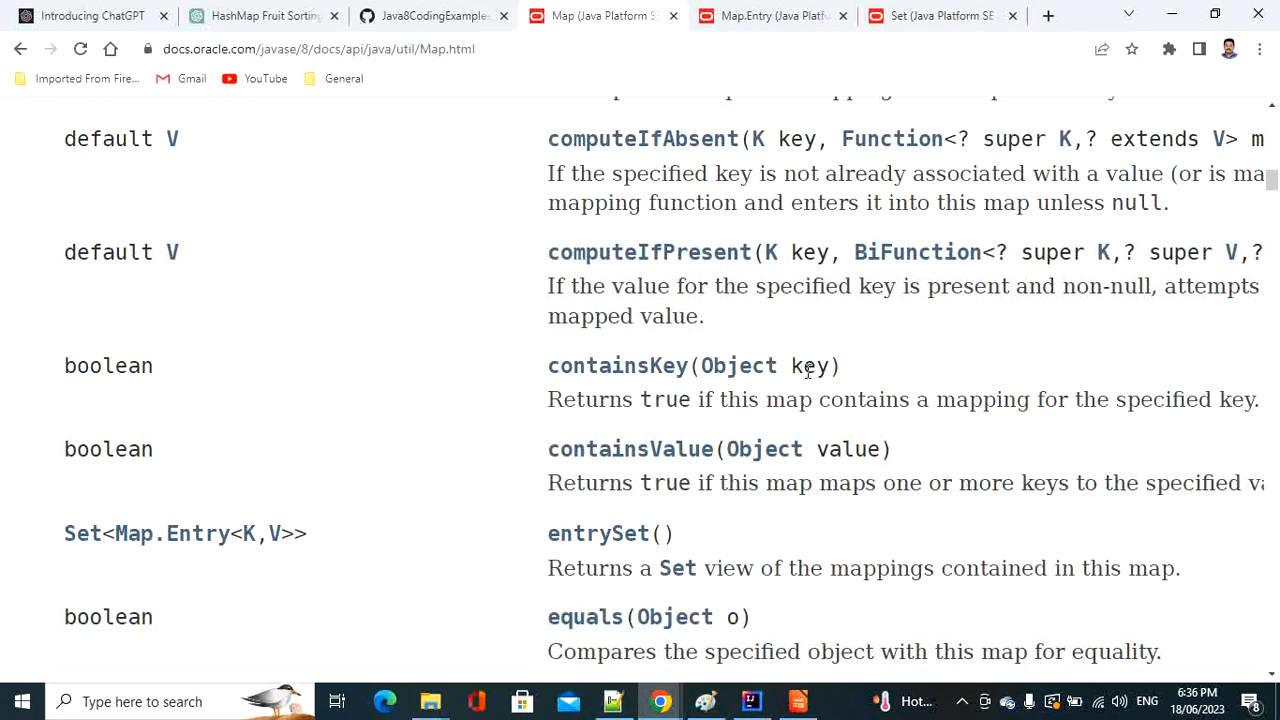 Introducing ChatGPT
HashMap Fruit Sorting
Java8CodingExamples
Map (Java Platform SE
Map.Entry (Java Platf
Set (Java Platform SE
docs.oracle.com/javase/8/docs/api/java/util/Map.html
Imported From Fire...
Gmail
YouTube
General
default V
computeIfAbsent(K key, Function<? super K,? extends V> m
If the specified key is not already associated with a value (or is ma
mapping function and enters it into this map unless null.
default V
computeIfPresent(K key, BiFunction<? super K,? super V,?
If the value for the specified key is present and non-null, attempts
mapped value.
boolean
containsKey(Object key)
Returns true if this map contains a mapping for the specified key.
boolean
containsValue(Object value)
Returns true if this map maps one or more keys to the specified va
Set<Map.Entry<K,V>>
entrySet()
Returns a Set view of the mappings contained in this map.
boolean
equals(Object o)
Compares the specified object with this map for equality.
Type here to search
Hot...
ENG
6:36 PM
18/06/2023
8